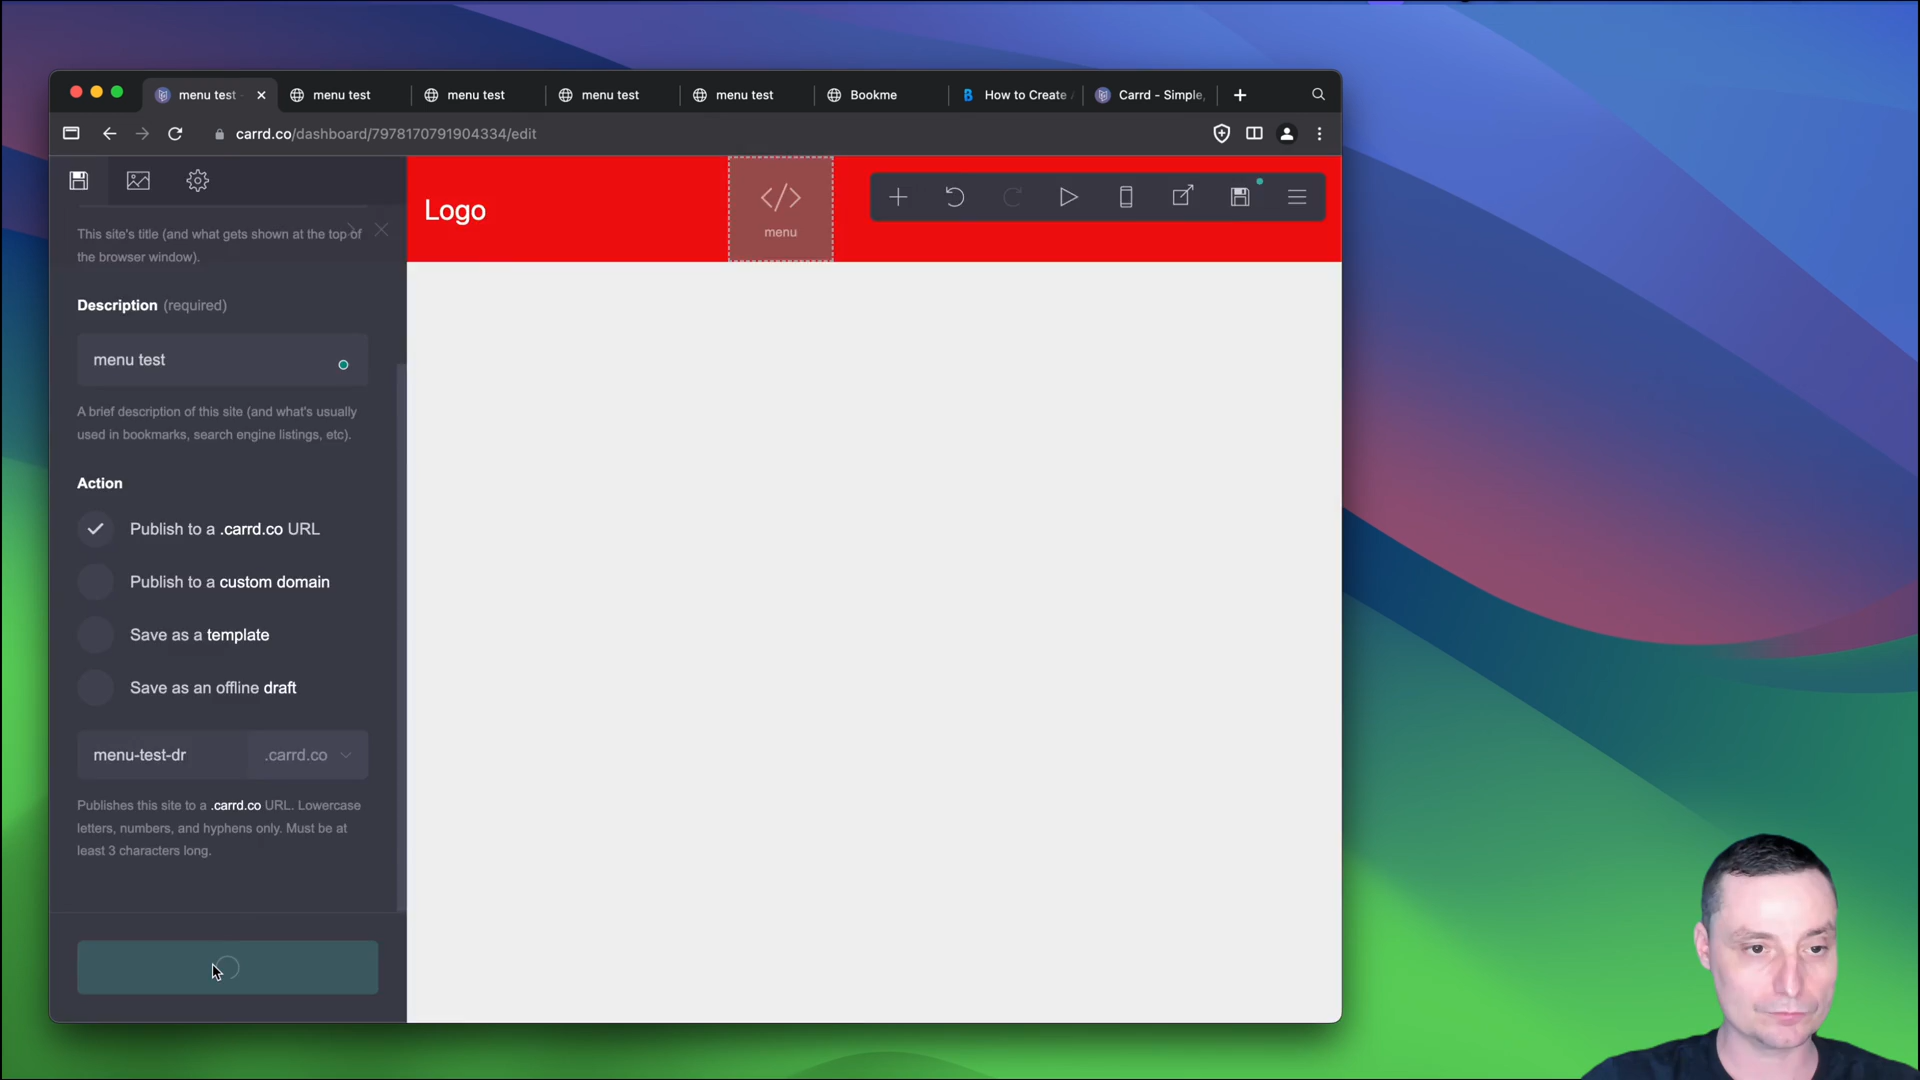 menu test -
menu test
menu test
menu test
menu test
Bookme
How to Create A
Carrd - Simple,
carrd.co/dashboard/7978170791904334/edit
Logo
menu
This site's title (and what gets shown at the top of
the browser window).
Description (required)
menu test
A brief description of this site (and what's usually
used in bookmarks, search engine listings, etc).
Action
Publish to a .carrd.co URL
Publish to a custom domain
Save as a template
Save as an offline draft
menu-test-dr
.carrd.co
Publishes this site to a .carrd.co URL. Lowercase
letters, numbers, and hyphens only. Must be at
least 3 characters long.